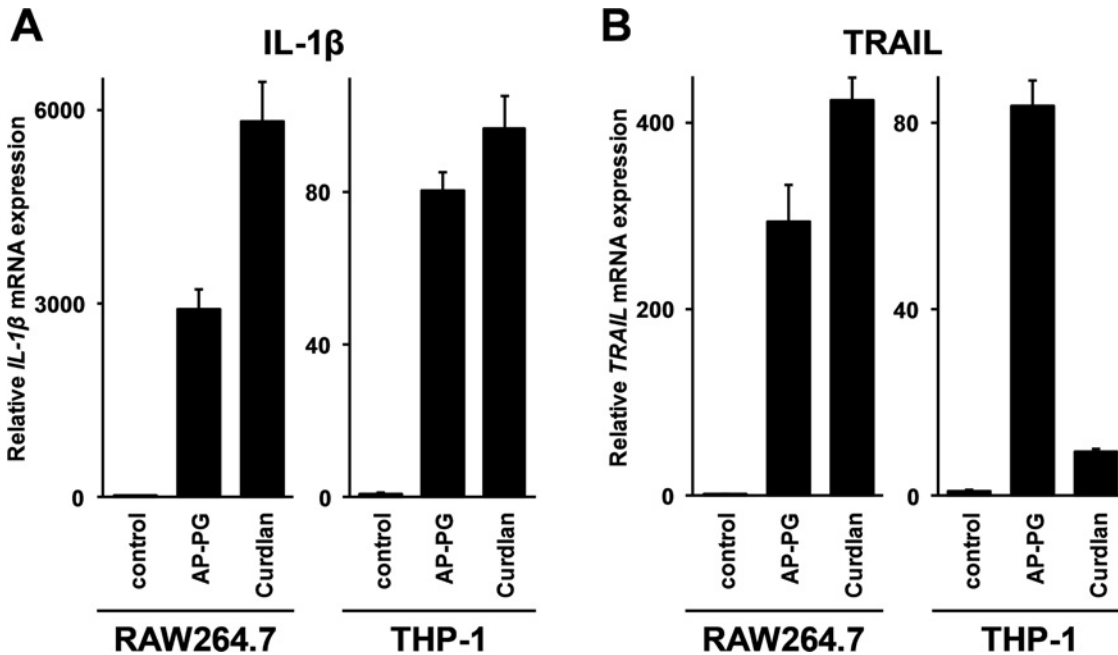 A
IL-1β
Relative IL-1β mRNA expression
6000
3000
0
80
40
0
control
AP-PG
Curdlan
control
AP-PG
Curdlan
RAW264.7
THP-1
B
TRAIL
Relative TRAIL mRNA expression
400
200
0
80
40
0
control
AP-PG
Curdlan
control
AP-PG
Curdlan
RAW264.7
THP-1